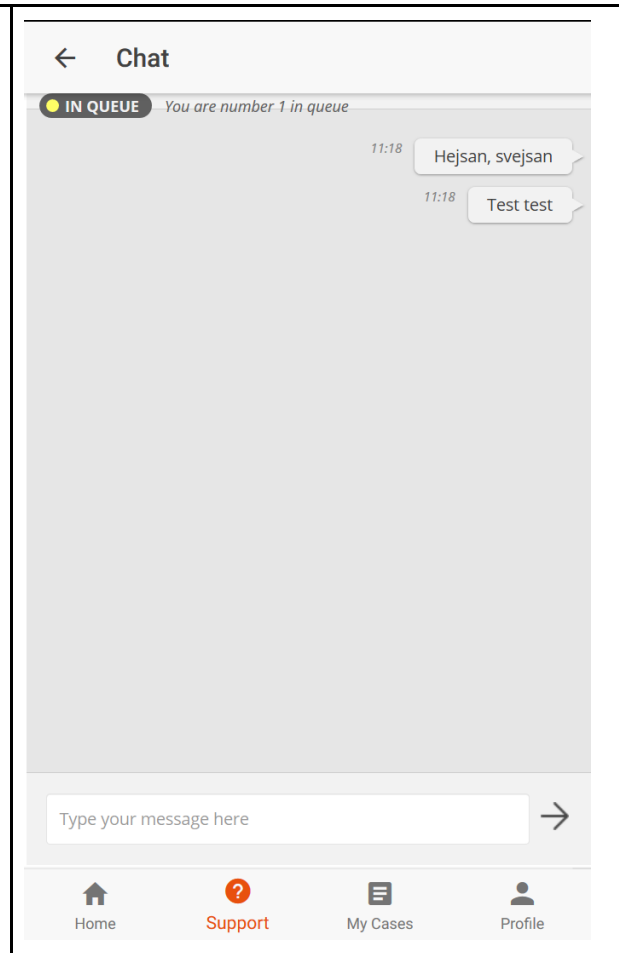 Chat
IN QUEUE You are number 1 in queue
11:18 Hejsan, svejsan
11:18 Test test
Type your message here
Home Support My Cases Profile